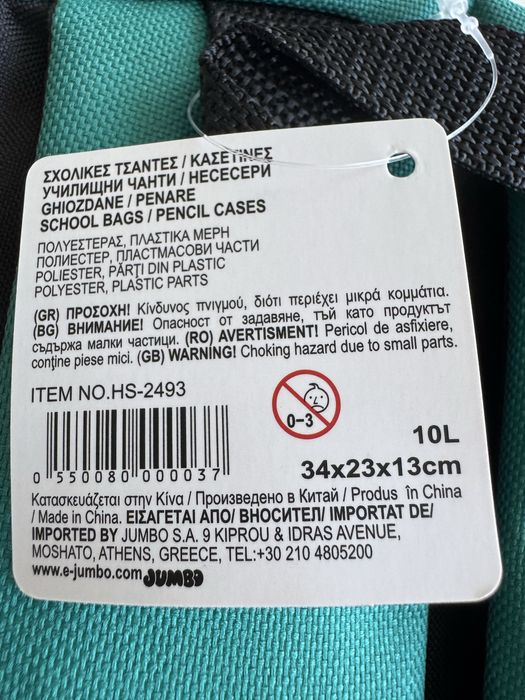 ΣΧΟΛΙΚΕΣ ΤΣΑΝΤΕΣ / ΚΑΣΕΤΙΝΕΣ
УЧИЛИЩНИ ЧАНТИ / НЕСЕСЕРИ
GHIOZDANE / PENARE
SCHOOL BAGS / PENCIL CASES
ΠΟΛΥΕΣΤΕΡΑΣ, ΠΛΑΣΤΙΚΑ ΜΕΡΗ
ПОЛИЕСТЕР, ПЛАСТМАСОВИ ЧАСТИ
POLIESTER, PĂRȚI DIN PLASTIC
POLYESTER, PLASTIC PARTS
(GR) ΠΡΟΣΟΧΗ! Κίνδυνος πνιγμού, διότι περιέχει μικρά κομμάτια.
(BG) ВНИМАНИЕ! Опасност от задавяне, тъй като продуктът
съдържа малки частици. (RO) AVERTISMENT! Pericol de asfixiere,
conține piese mici. (GB) WARNING! Choking hazard due to small parts.
ITEM NO.HS-2493
0-3
10L
0 550080 000037
34x23x13cm
Κατασκευάζεται στην Κίνα / Произведено в Китай / Produs în China
/ Made in China. ΕΙΣΑΓΕΤΑΙ ΑΠΟ/ ВНОСИТЕЛ/ IMPORTAT DE/
IMPORTED BY JUMBO S.A. 9 KIPROU & IDRAS AVENUE,
MOSHATO, ATHENS, GREECE, TEL:+30 210 4805200
www.e-jumbo.com JUMBO